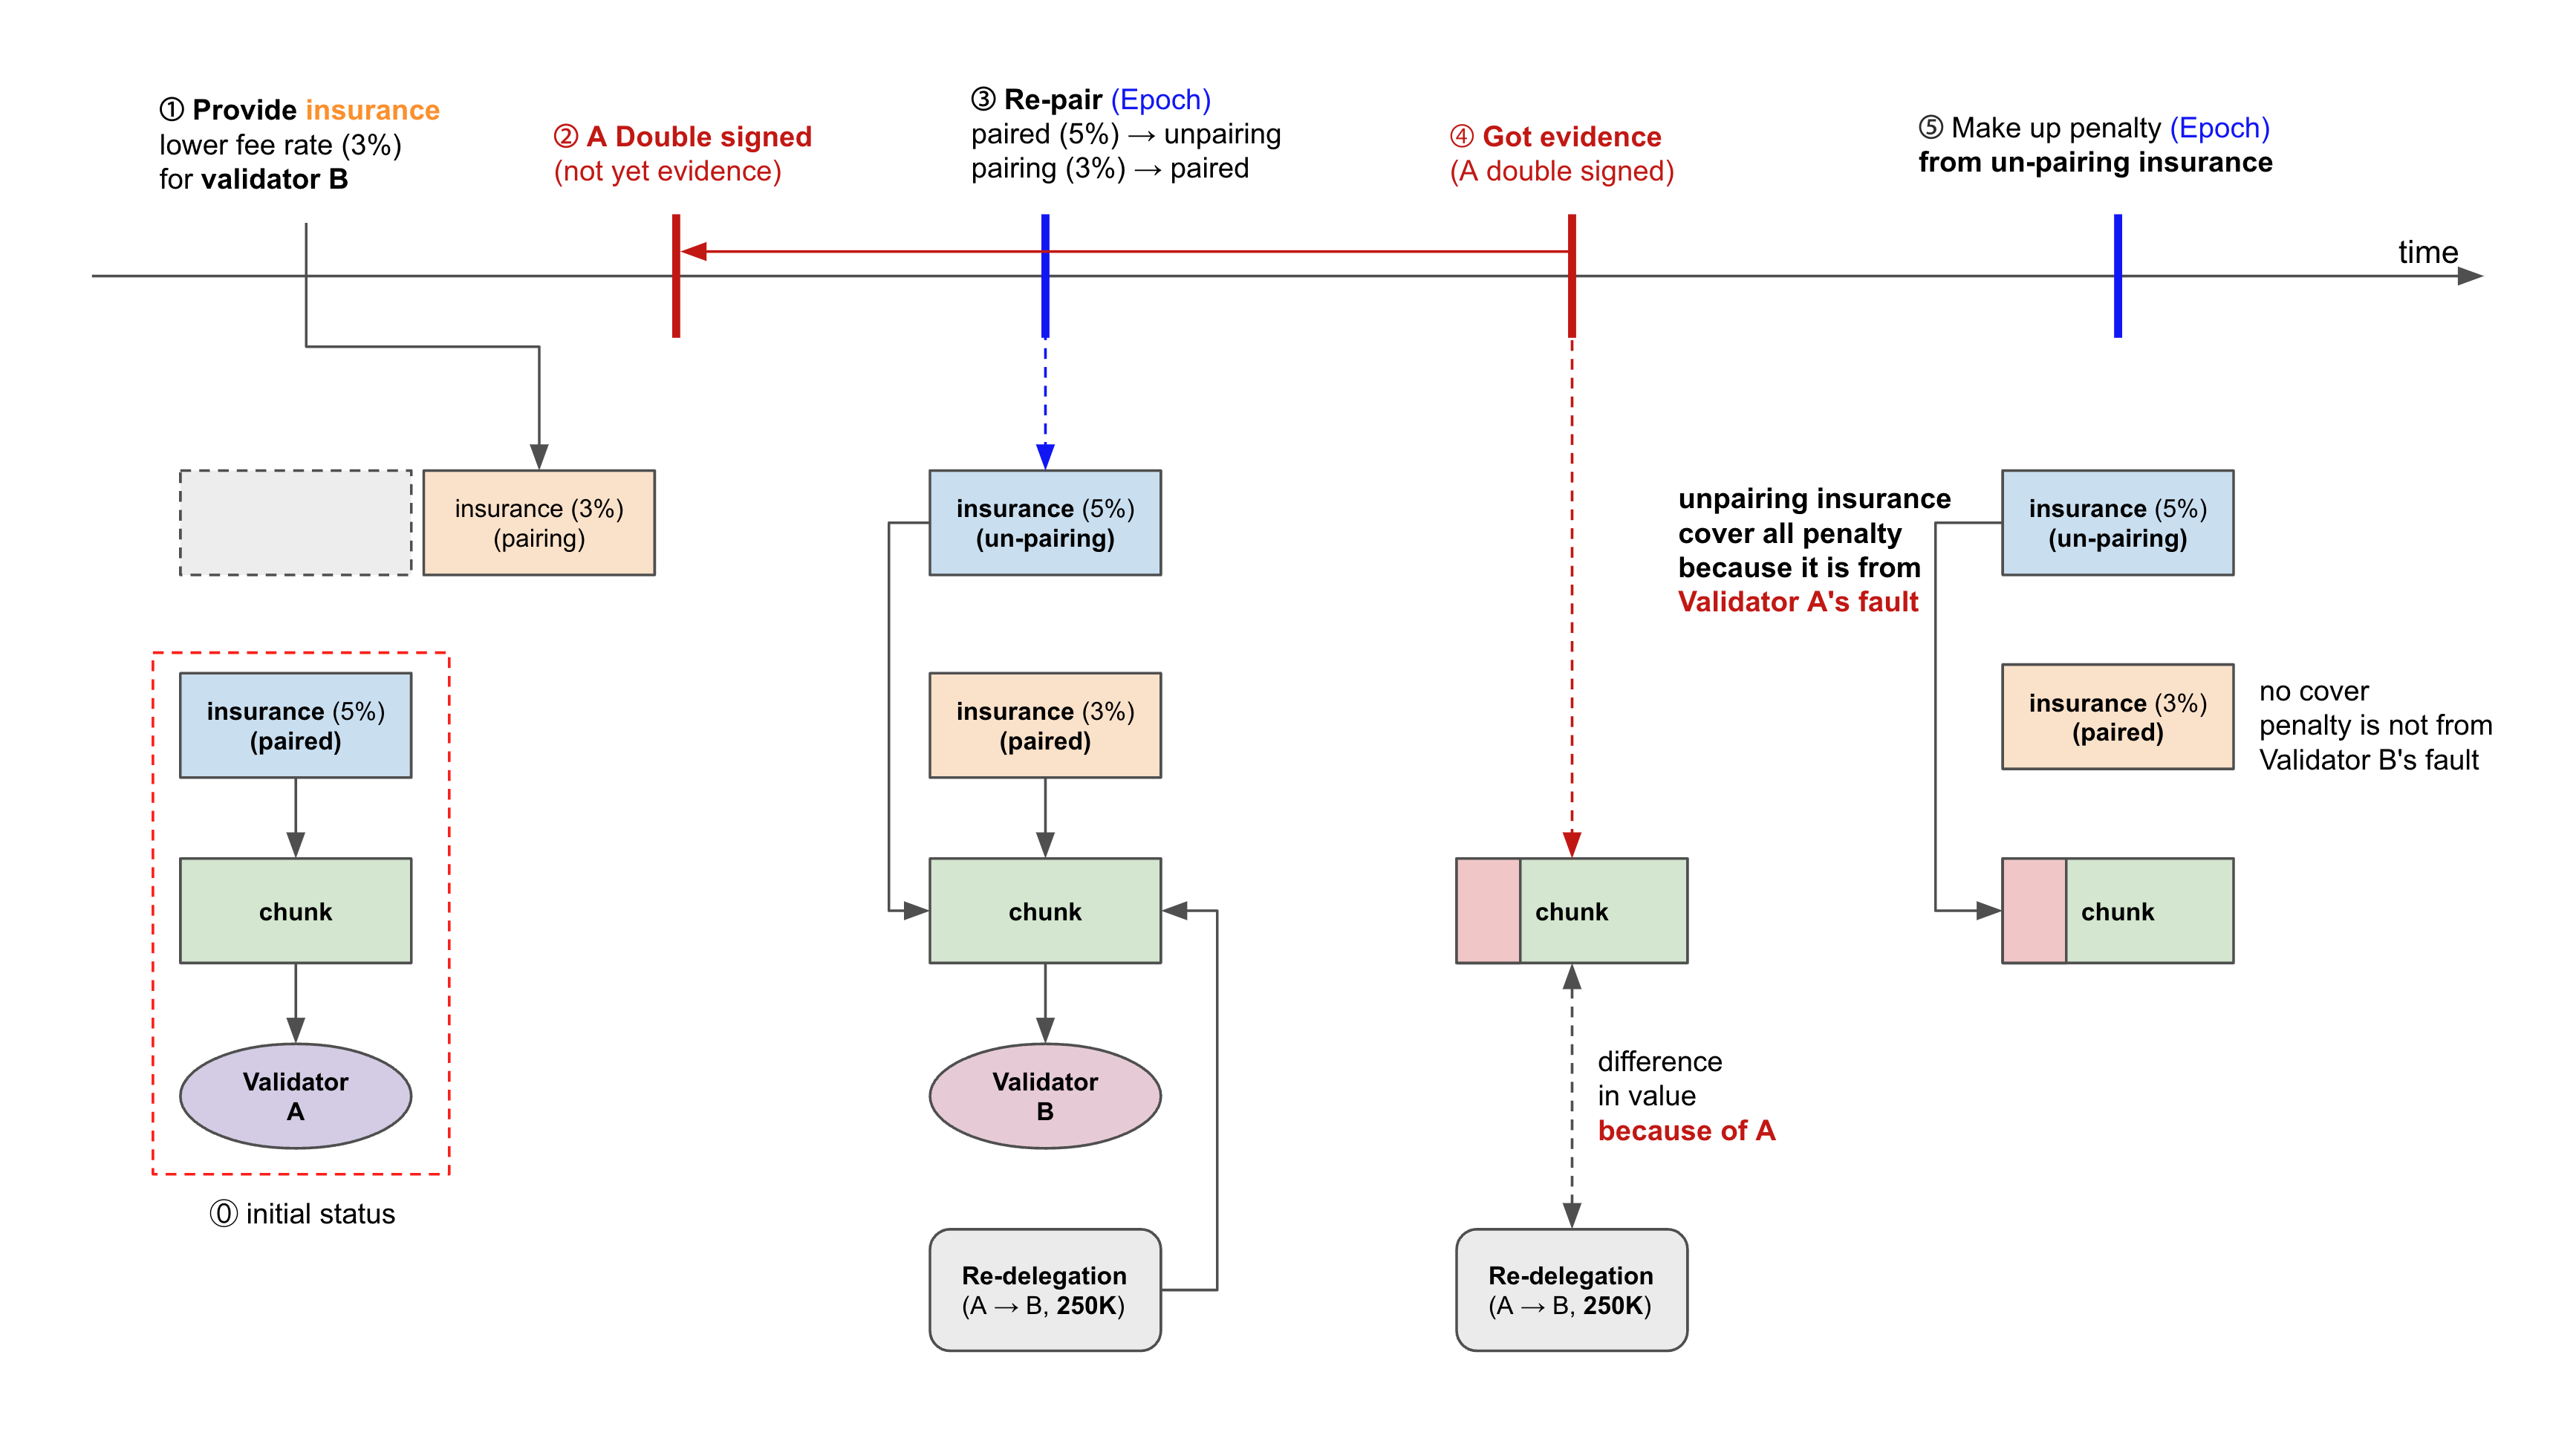 ① Provide insurance
lower fee rate (3%)
for validator B
② A Double signed
(not yet evidence)
③ Re-pair (Epoch)
paired (5%) → unpairing
pairing (3%) → paired
④ Got evidence
(A double signed)
⑤ Make up penalty (Epoch)
from un-pairing insurance
time
insurance (3%)
(pairing)
insurance (5%)
(un-pairing)
unpairing insurance
cover all penalty
because it is from
Validator A's fault
insurance (5%)
(un-pairing)
insurance (5%)
(paired)
insurance (3%)
(paired)
insurance (3%)
(paired)
no cover
penalty is not from
Validator B's fault
chunk
chunk
chunk
chunk
Validator
A
Validator
B
difference
in value
because of A
⓪ initial status
Re-delegation
(A → B, 250K)
Re-delegation
(A → B, 250K)